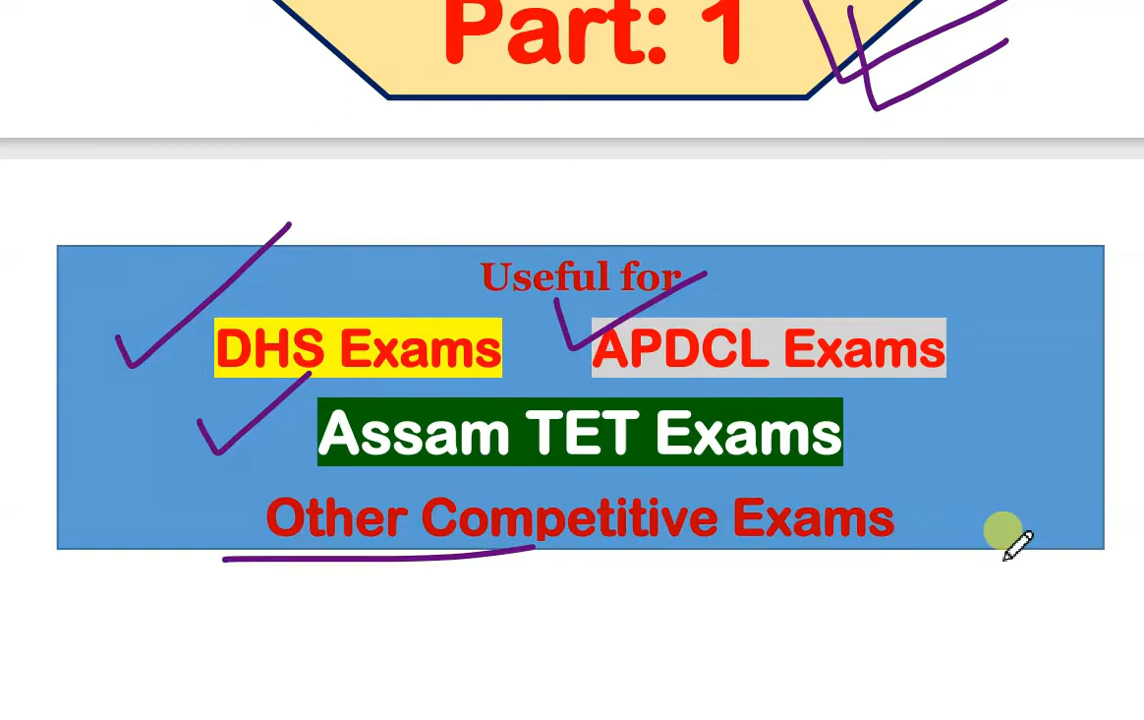 Part: 1
Useful for
DHS Exams APDCL Exams
Assam TET Exams
Other Competitive Exams